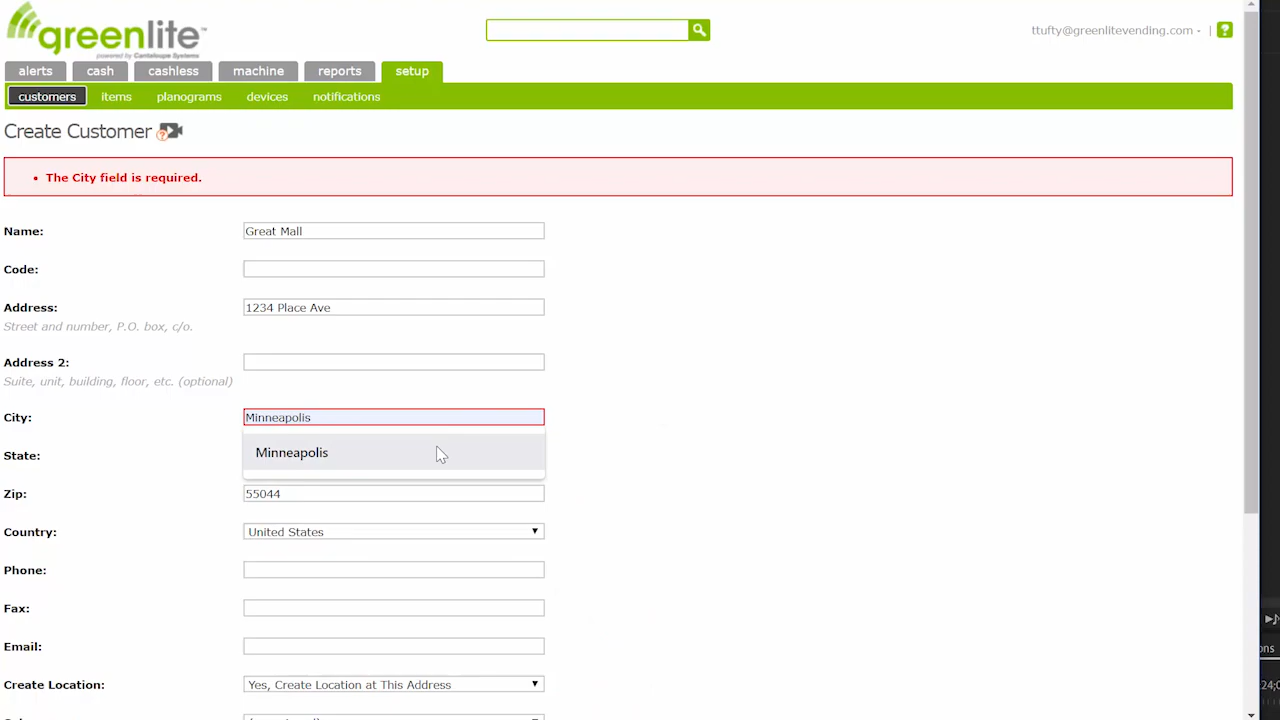 greenlite™
powered by Cantaloupe Systems
ttufty@greenlitevending.com - | ?
alerts cash cashless machine reports setup
customers items planograms devices notifications
Create Customer ?
• The City field is required.
Name: Great Mall
Code:
Address: 1234 Place Ave
Street and number, P.O. box, c/o.
Address 2:
Suite, unit, building, floor, etc. (optional)
City: Minneapolis
Minneapolis
State:
Zip: 55044
Country: United States
Phone:
Fax:
Email:
ons
Create Location: Yes, Create Location at This Address